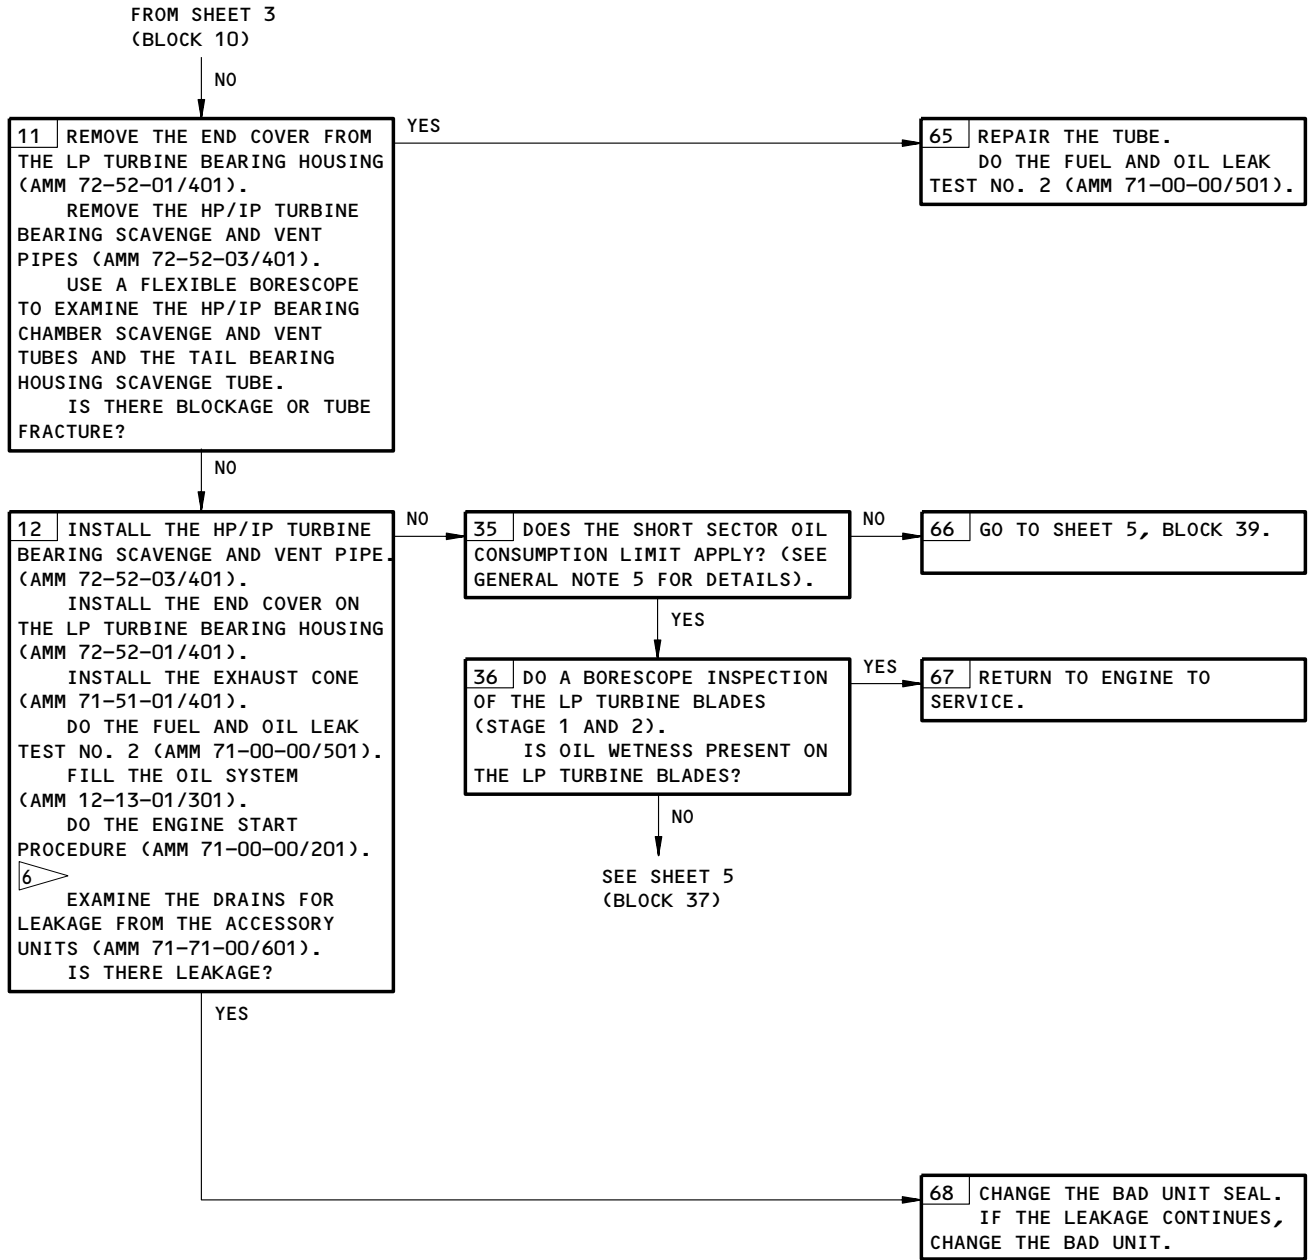 FROM SHEET 3
(BLOCK 10)
NO
11 REMOVE THE END COVER FROM
THE LP TURBINE BEARING HOUSING
(AMM 72-52-01/401).
REMOVE THE HP/IP TURBINE
BEARING SCAVENGE AND VENT
PIPES (AMM 72-52-03/401).
USE A FLEXIBLE BORESCOPE
TO EXAMINE THE HP/IP BEARING
CHAMBER SCAVENGE AND VENT
TUBES AND THE TAIL BEARING
HOUSING SCAVENGE TUBE.
IS THERE BLOCKAGE OR TUBE
FRACTURE?
YES
65 REPAIR THE TUBE.
DO THE FUEL AND OIL LEAK
TEST NO. 2 (AMM 71-00-00/501).
NO
12 INSTALL THE HP/IP TURBINE
BEARING SCAVENGE AND VENT PIPE.
(AMM 72-52-03/401).
INSTALL THE END COVER ON
THE LP TURBINE BEARING HOUSING
(AMM 72-52-01/401).
INSTALL THE EXHAUST CONE
(AMM 71-51-01/401).
DO THE FUEL AND OIL LEAK
TEST NO. 2 (AMM 71-00-00/501).
FILL THE OIL SYSTEM
(AMM 12-13-01/301).
DO THE ENGINE START
PROCEDURE (AMM 71-00-00/201).
6
EXAMINE THE DRAINS FOR
LEAKAGE FROM THE ACCESSORY
UNITS (AMM 71-71-00/601).
IS THERE LEAKAGE?
NO
35 DOES THE SHORT SECTOR OIL
CONSUMPTION LIMIT APPLY? (SEE
GENERAL NOTE 5 FOR DETAILS).
NO
66 GO TO SHEET 5, BLOCK 39.
YES
36 DO A BORESCOPE INSPECTION
OF THE LP TURBINE BLADES
(STAGE 1 AND 2).
IS OIL WETNESS PRESENT ON
THE LP TURBINE BLADES?
YES
67 RETURN TO ENGINE TO
SERVICE.
NO
SEE SHEET 5
(BLOCK 37)
YES
68 CHANGE THE BAD UNIT SEAL.
IF THE LEAKAGE CONTINUES,
CHANGE THE BAD UNIT.